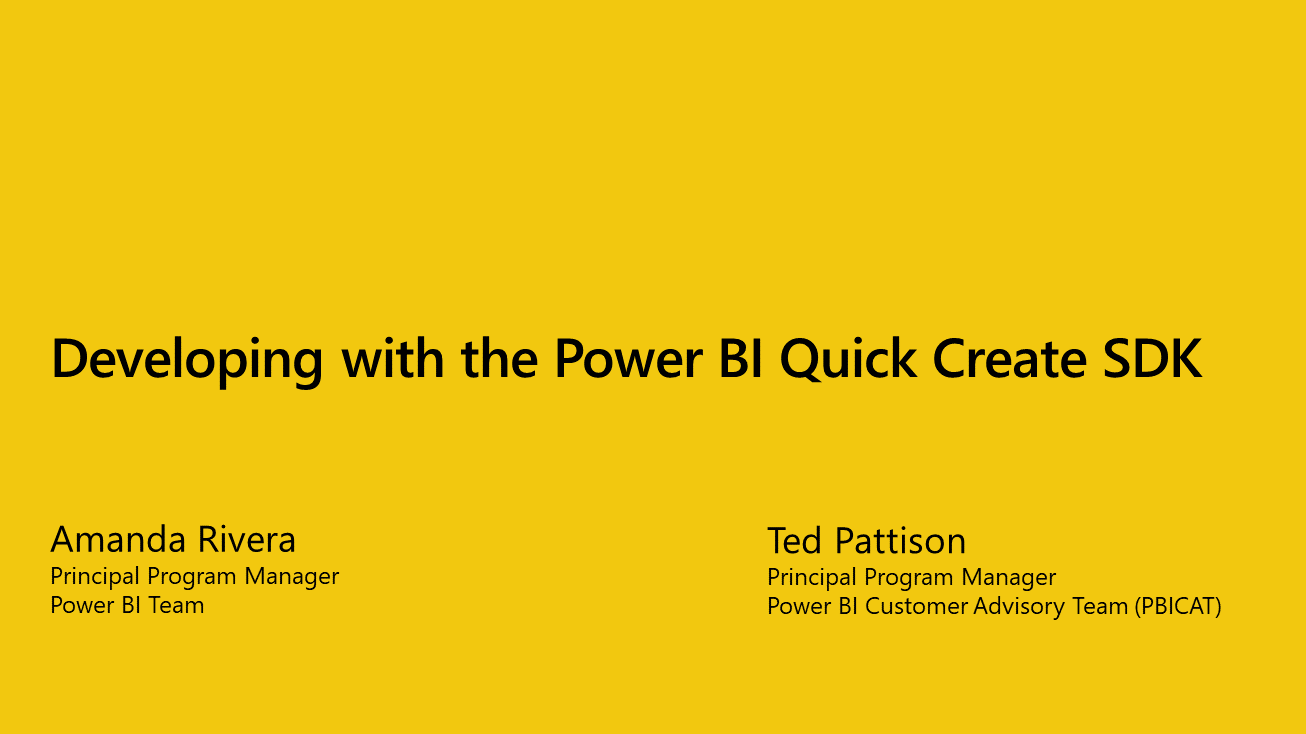 Developing with the Power BI Quick Create SDK
Amanda Rivera
Principal Program Manager
Power BI Team
Ted Pattison
Principal Program Manager
Power BI Customer Advisory Team (PBICAT)